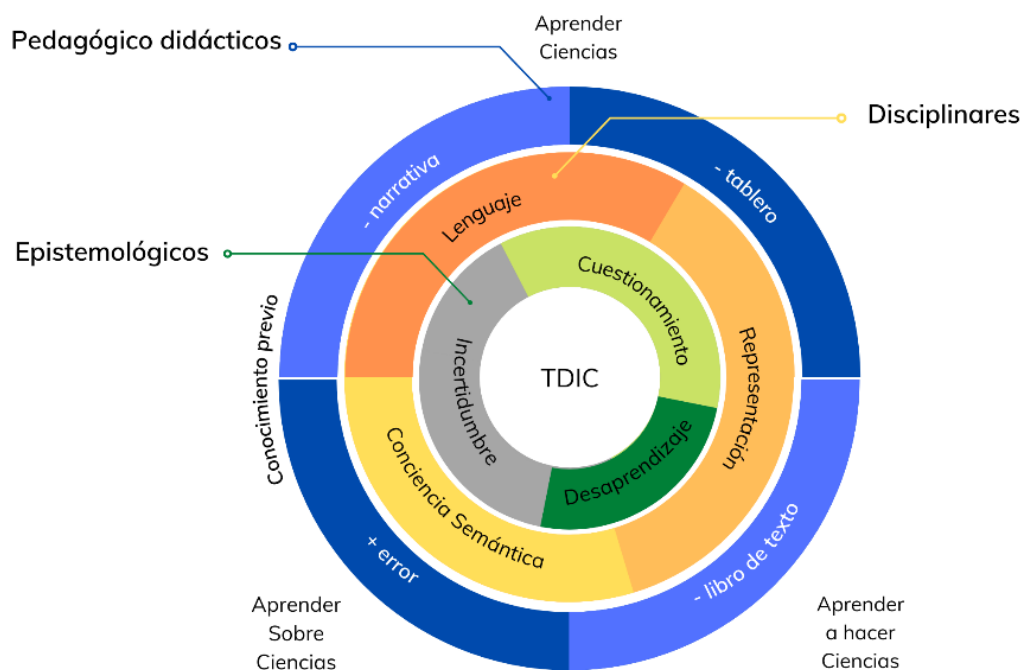 Aprender
Ciencias
Pedagógico didácticos
Disciplinares
- narrativa
- tablero
Lenguaje
Epistemológicos
Cuestionamiento
Conocimiento previo
Incertidumbre
TDIC
Representación
Desaprendizaje
Conciencia Semántica
+ error
- libro de texto
Aprender
Sobre
Ciencias
Aprender
a hacer
Ciencias